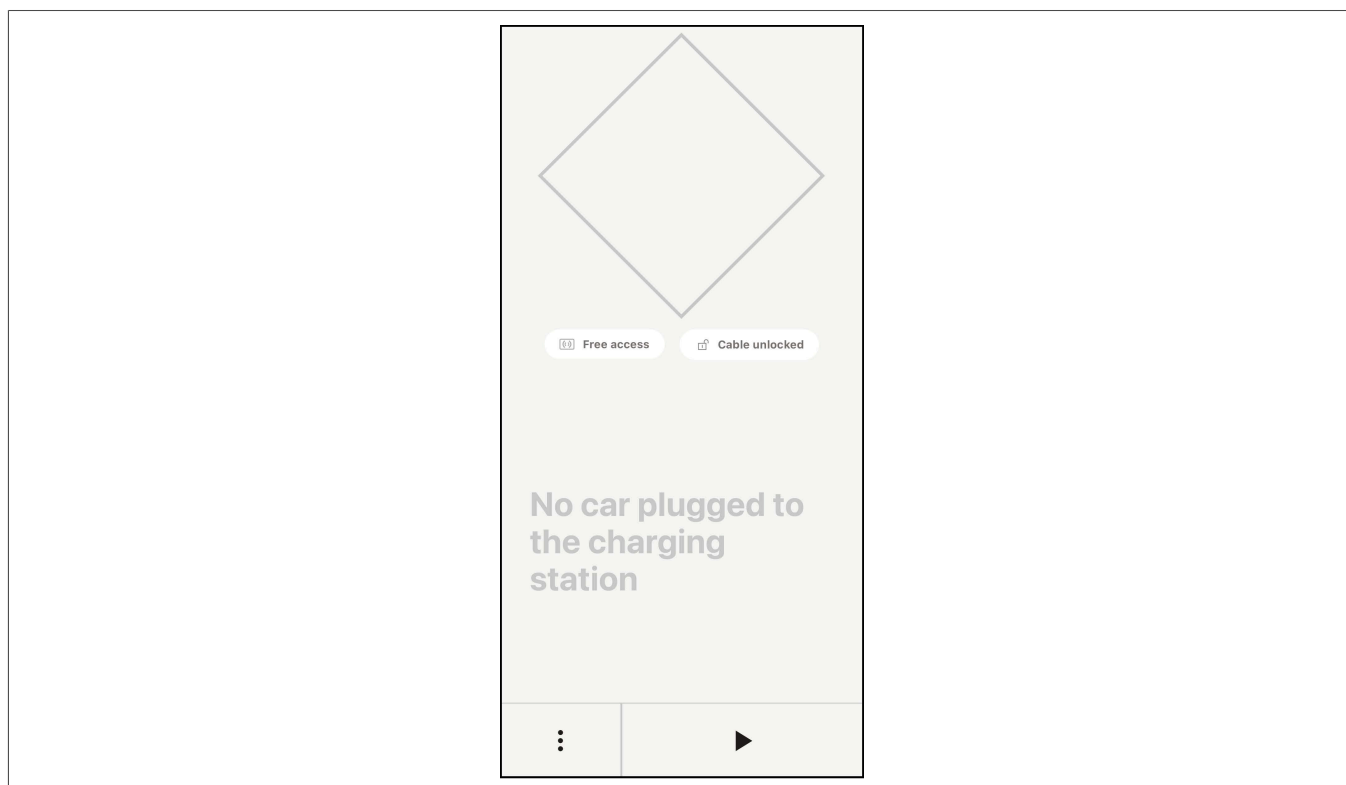 Free access
Cable unlocked
No car plugged to
the charging
station